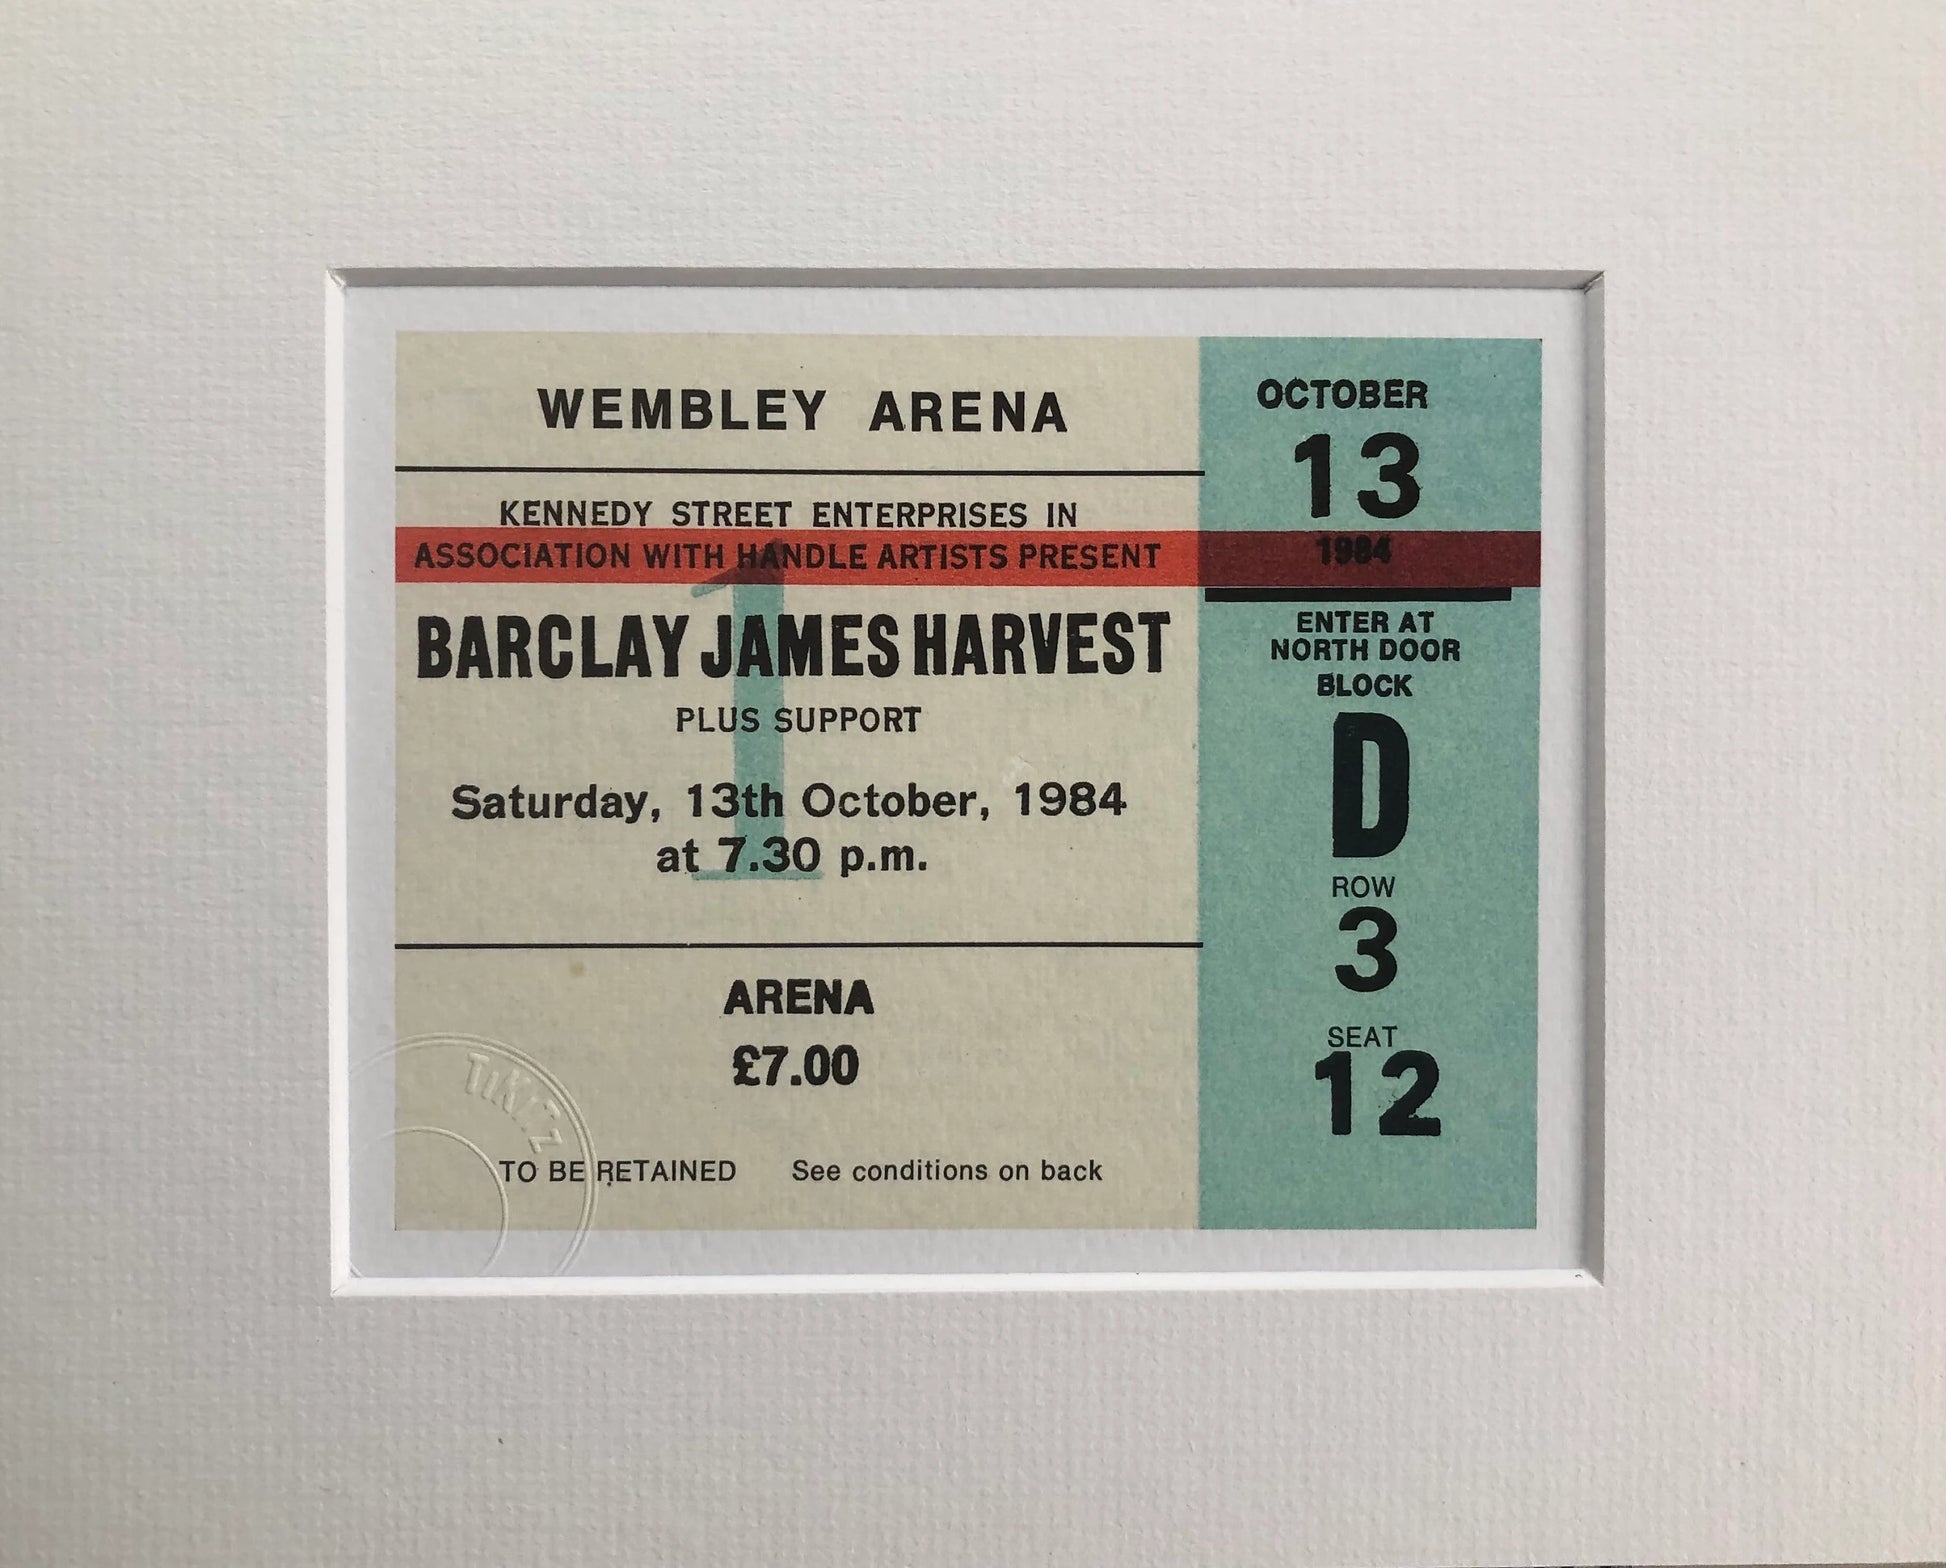 WEMBLEY ARENA
KENNEDY STREET ENTERPRISES IN
ASSOCIATION WITH HANDLE ARTISTS PRESENT
1
BARCLAY JAMES HARVEST
PLUS SUPPORT
Saturday, 13th October, 1984
at 7.30 p.m.
ARENA
£7.00
TO BE RETAINED See conditions on back
TiKiZ
OCTOBER
13
1984
ENTER AT
NORTH DOOR
BLOCK
D
ROW
3
SEAT
12